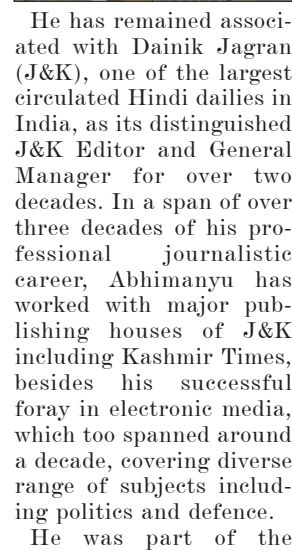 He has remained associ-
ated with Dainik Jagran
(J&K), one of the largest
circulated Hindi dailies in
India, as its distinguished
J&K Editor and General
Manager for over two
decades. In a span of over
three decades of his pro-
fessional journalistic
career, Abhimanyu has
worked with major pub-
lishing houses of J&K
including Kashmir Times,
besides his successful
foray in electronic media,
which too spanned around
a decade, covering diverse
range of subjects includ-
ing politics and defence.
He was part of the